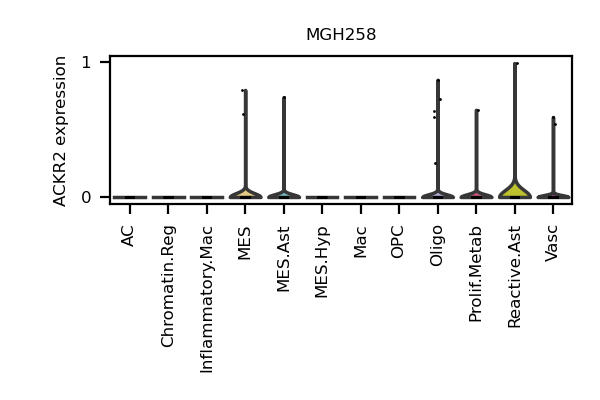 MGH258
ACKR2 expression
1
0
AC
Chromatin.Reg
Inflammatory.Mac
MES
MES.Ast
MES.Hyp
Mac
OPC
Oligo
Prolif.Metab
Reactive.Ast
Vasc